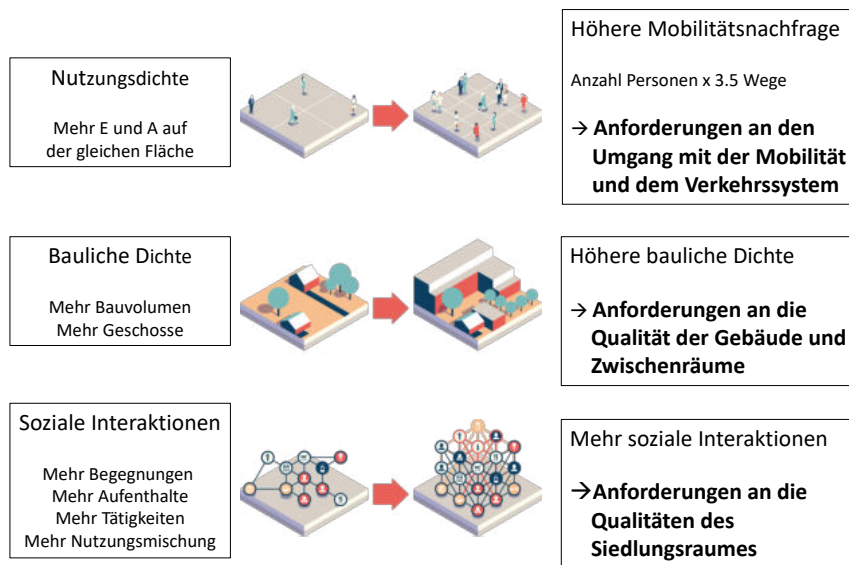 Nutzungsdichte
Mehr E und A auf
der gleichen Fläche
Höhere Mobilitätsnachfrage
Anzahl Personen x 3.5 Wege
→ Anforderungen an den
Umgang mit der Mobilität
und dem Verkehrssystem
Bauliche Dichte
Mehr Bauvolumen
Mehr Geschosse
Höhere bauliche Dichte
→ Anforderungen an die
Qualität der Gebäude und
Zwischenräume
Soziale Interaktionen
Mehr Begegnungen
Mehr Aufenthalte
Mehr Tätigkeiten
Mehr Nutzungsmischung
Mehr soziale Interaktionen
→Anforderungen an die
Qualitäten des
Siedlungsraumes